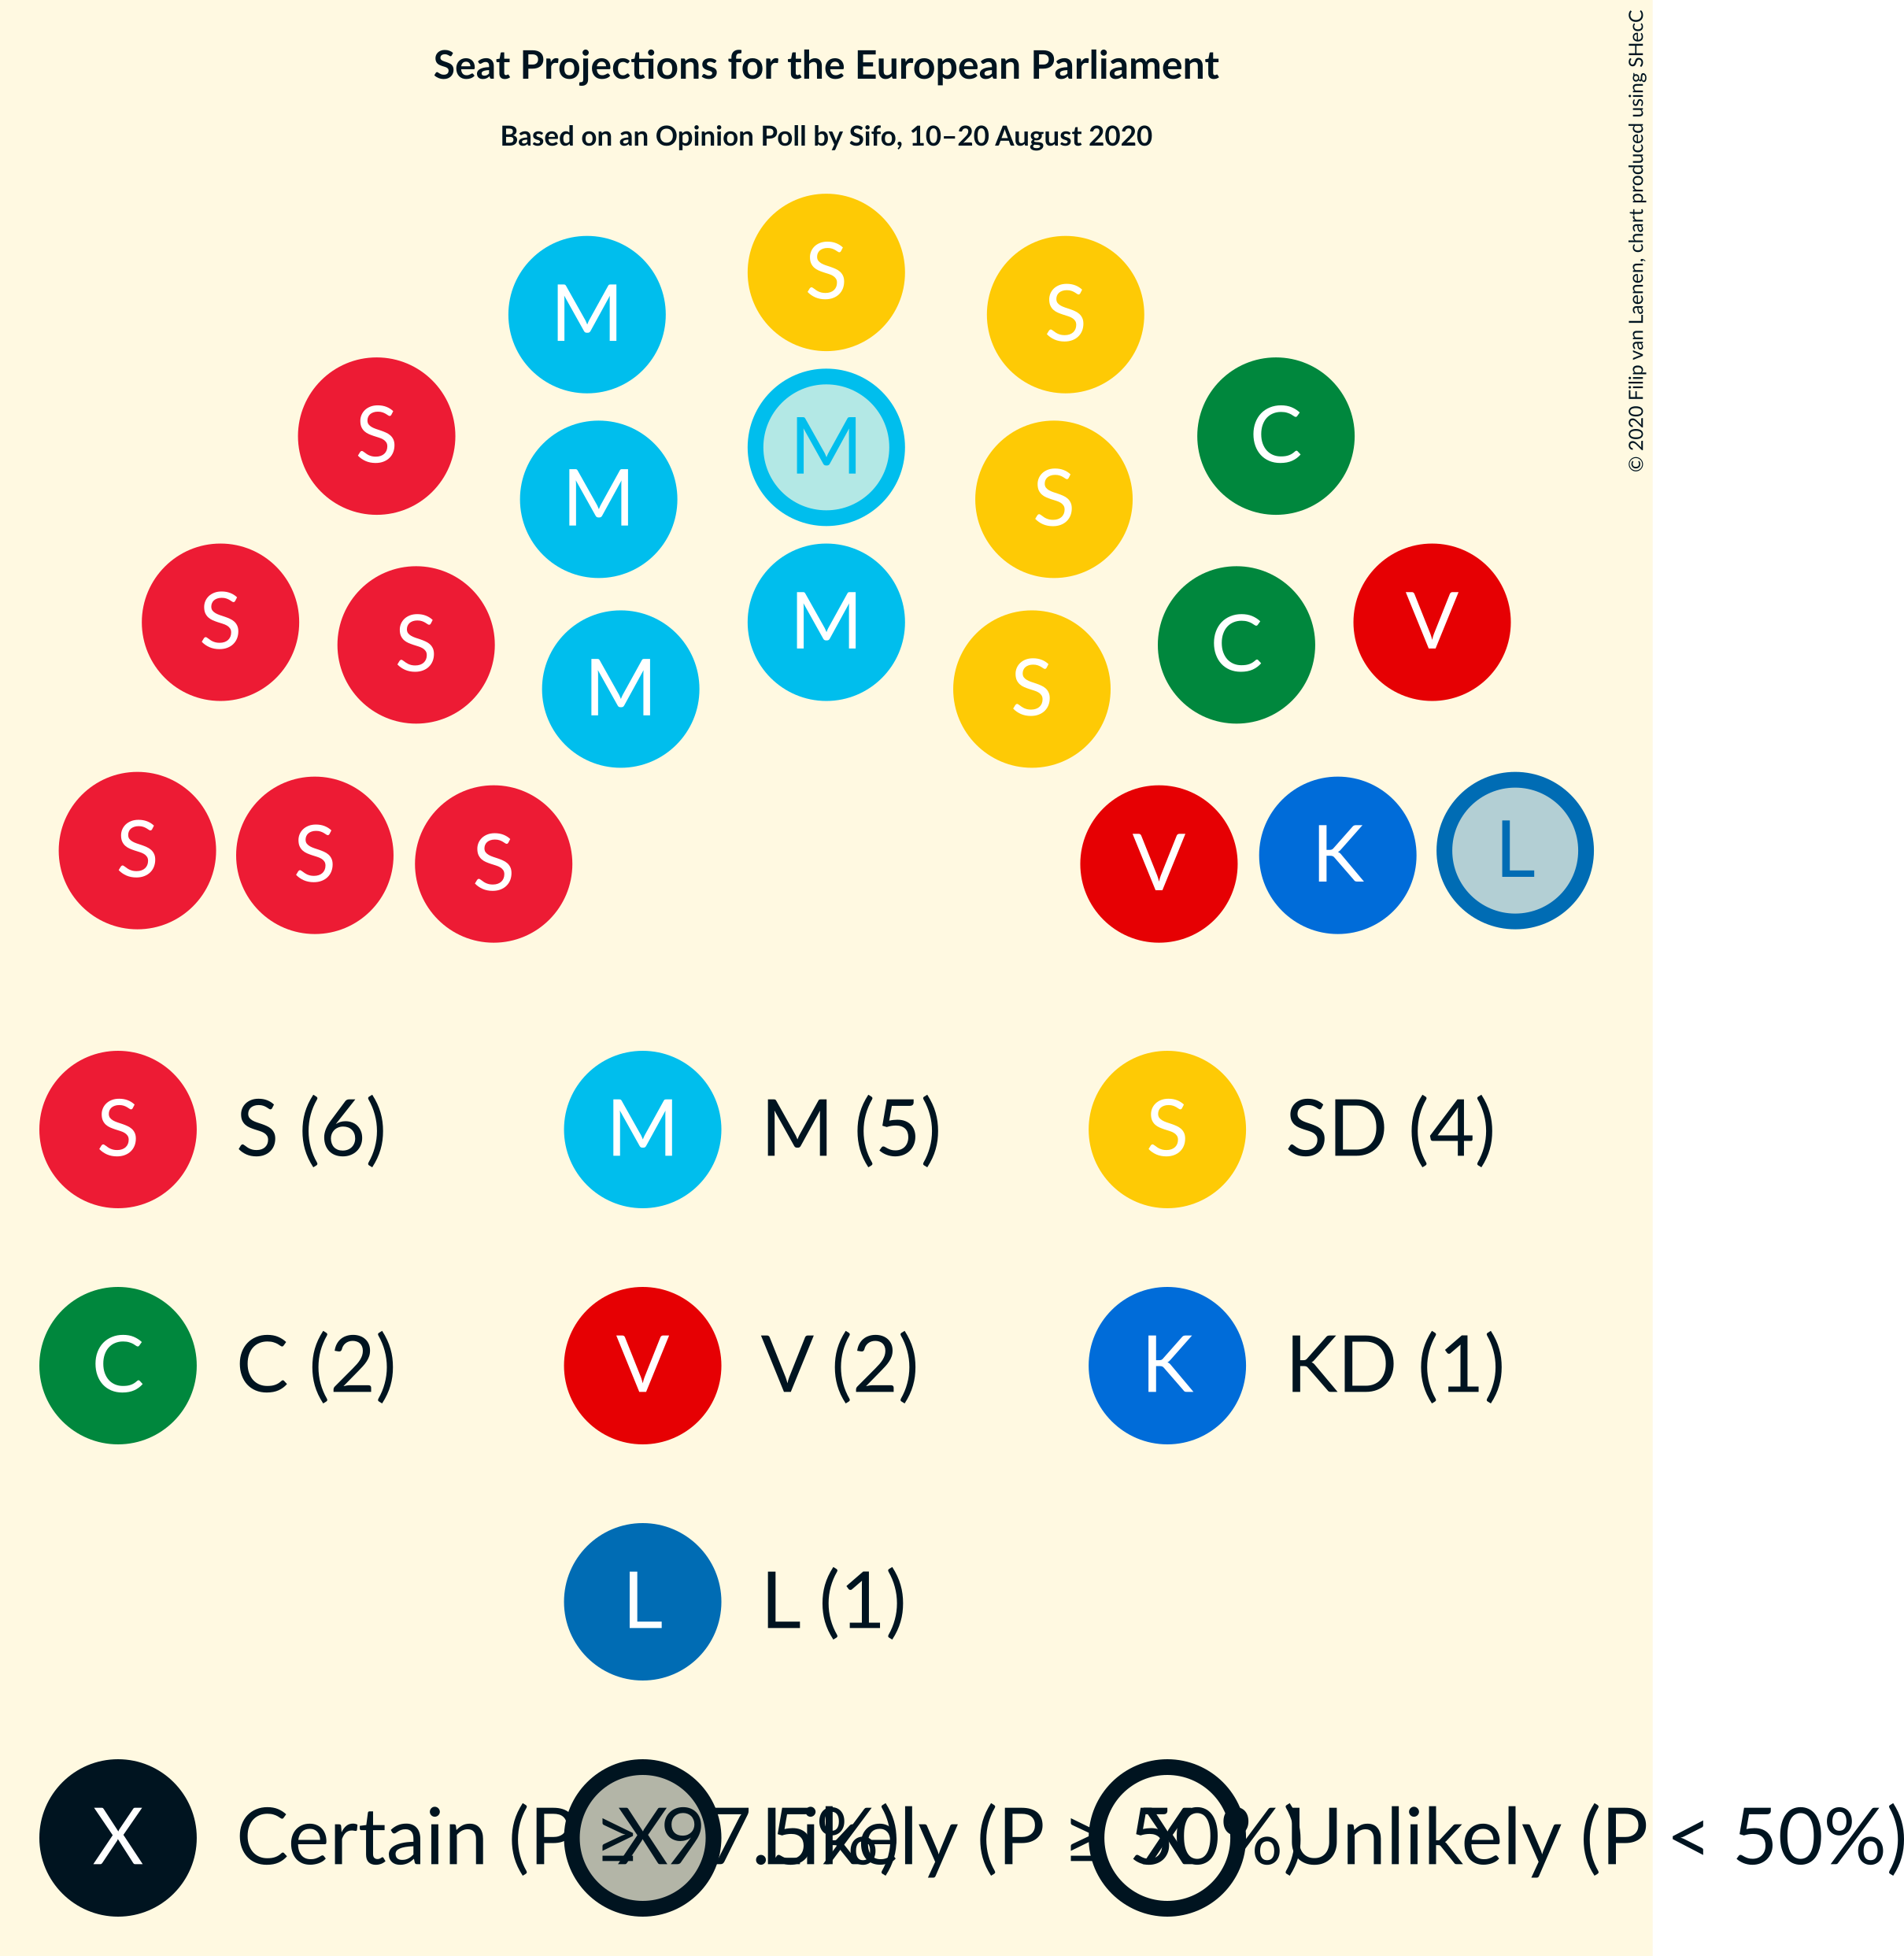 Seat Projections for the European Parliament
Based on an Opinion Poll by Sifo, 10–20 August 2020
© 2020 Filip van Laenen, chart produced using SHecC
S
M S
M M S C
S S M M S C V
S M S
S S S V K L
S S (6) M M (5) S SD (4)
C C (2) V V (2) K KD (1)
L L (1)
X Certain (P ≥ 97.5%) X Likely (P ≥ 50%) X Unlikely (P < 50%)